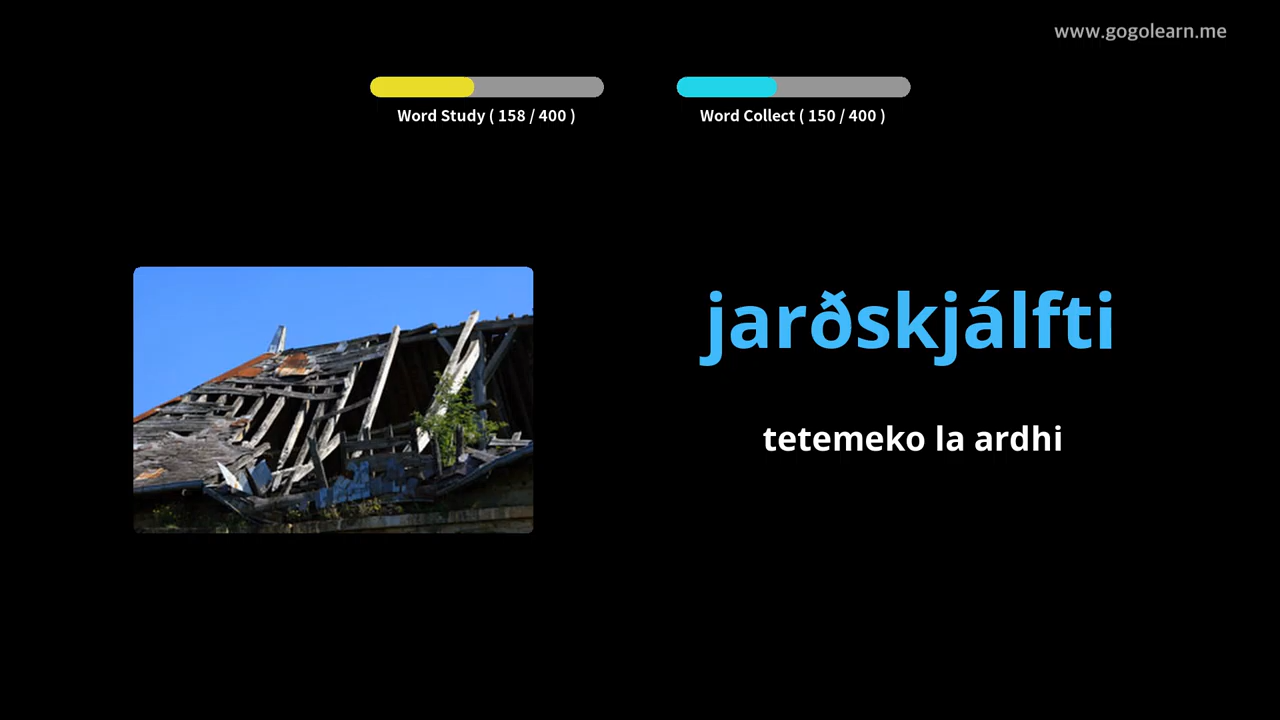 www.gogolearn.me
Word Study ( 158 / 400 )
Word Collect ( 150 / 400 )
jarðskjálfti
tetemeko la ardhi